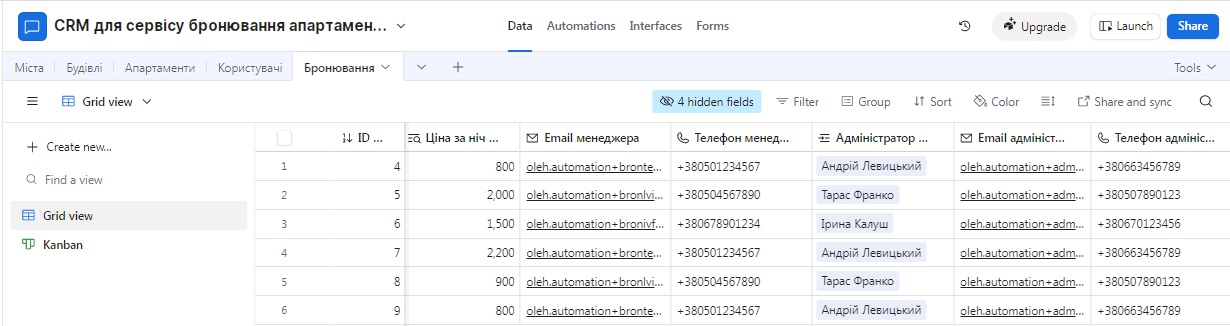 CRM для сервісу бронювання апартамен...
Data Automations Interfaces Forms
Upgrade Launch Share
Міста Будівлі Апартаменти Користувачі Бронювання Tools
Grid view 4 hidden fields Filter Group Sort Color Share and sync
Create new...
Find a view
Grid view
Kanban
ID ... Ціна за ніч ... Email менеджера Телефон менед... Адміністратор ... Email адмініст... Телефон адмініс...
1 4 800 oleh.automation+bronte... +380501234567 Андрій Левицький oleh.automation+adm... +380663456789
2 5 2,000 oleh.automation+bronlvi... +380504567890 Тарас Франко oleh.automation+adm... +380507890123
3 6 1,500 oleh.automation+bronivf... +380678901234 Ірина Калуш oleh.automation+adm... +380670123456
4 7 2,200 oleh.automation+bronte... +380501234567 Андрій Левицький oleh.automation+adm... +380663456789
5 8 900 oleh.automation+bronlvi... +380504567890 Тарас Франко oleh.automation+adm... +380507890123
6 9 800 oleh.automation+bronte... +380501234567 Андрій Левицький oleh.automation+adm... +380663456789